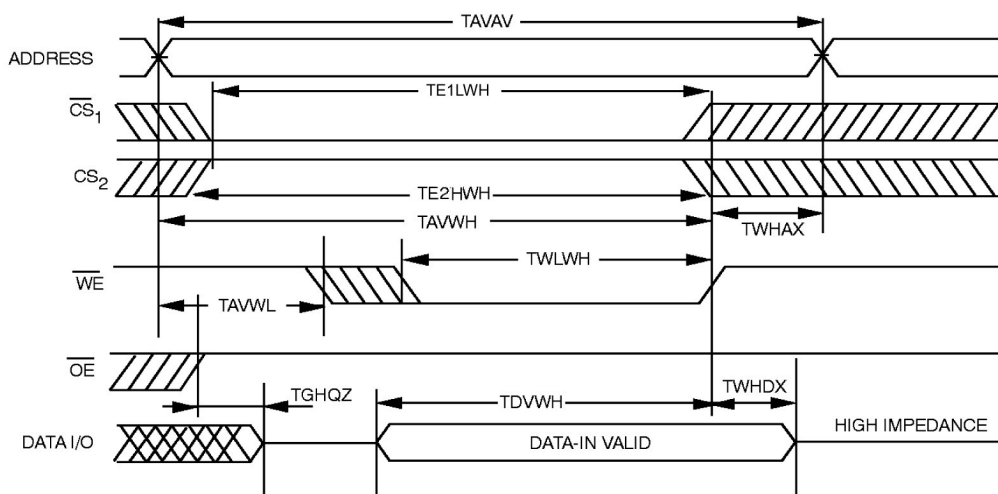 TAVAV
ADDRESS
TE1LWH
CS1
CS2
TE2HWH
TAVWH
TWHAX
TWLWH
WE
TAVWL
OE
TGHQZ
TDVWH
TWHDX
HIGH IMPEDANCE
DATA I/O
DATA-IN VALID